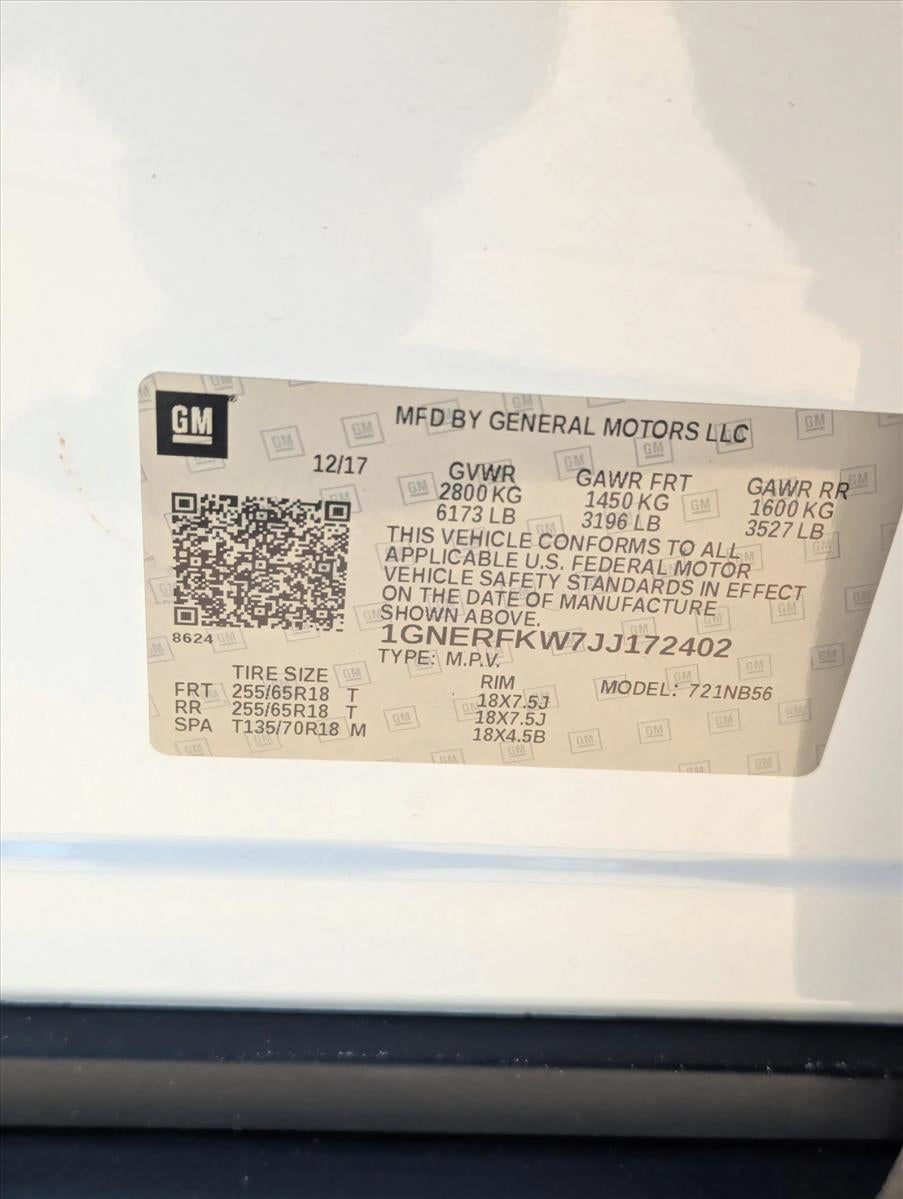 GM
MFD BY GENERAL MOTORS LLC
12/17
GVWR GAWR FRT GAWR RR
2800 KG 1450 KG 1600 KG
6173 LB 3196 LB 3527 LB
THIS VEHICLE CONFORMS TO ALL
APPLICABLE U.S. FEDERAL MOTOR
VEHICLE SAFETY STANDARDS IN EFFECT
ON THE DATE OF MANUFACTURE
SHOWN ABOVE.
8624
1GNERFKW7JJ172402
TYPE: M.P.V.
TIRE SIZE RIM MODEL: 721NB56
FRT 255/65R18 T 18X7.5J
RR 255/65R18 T 18X7.5J
SPA T135/70R18 M 18X4.5B